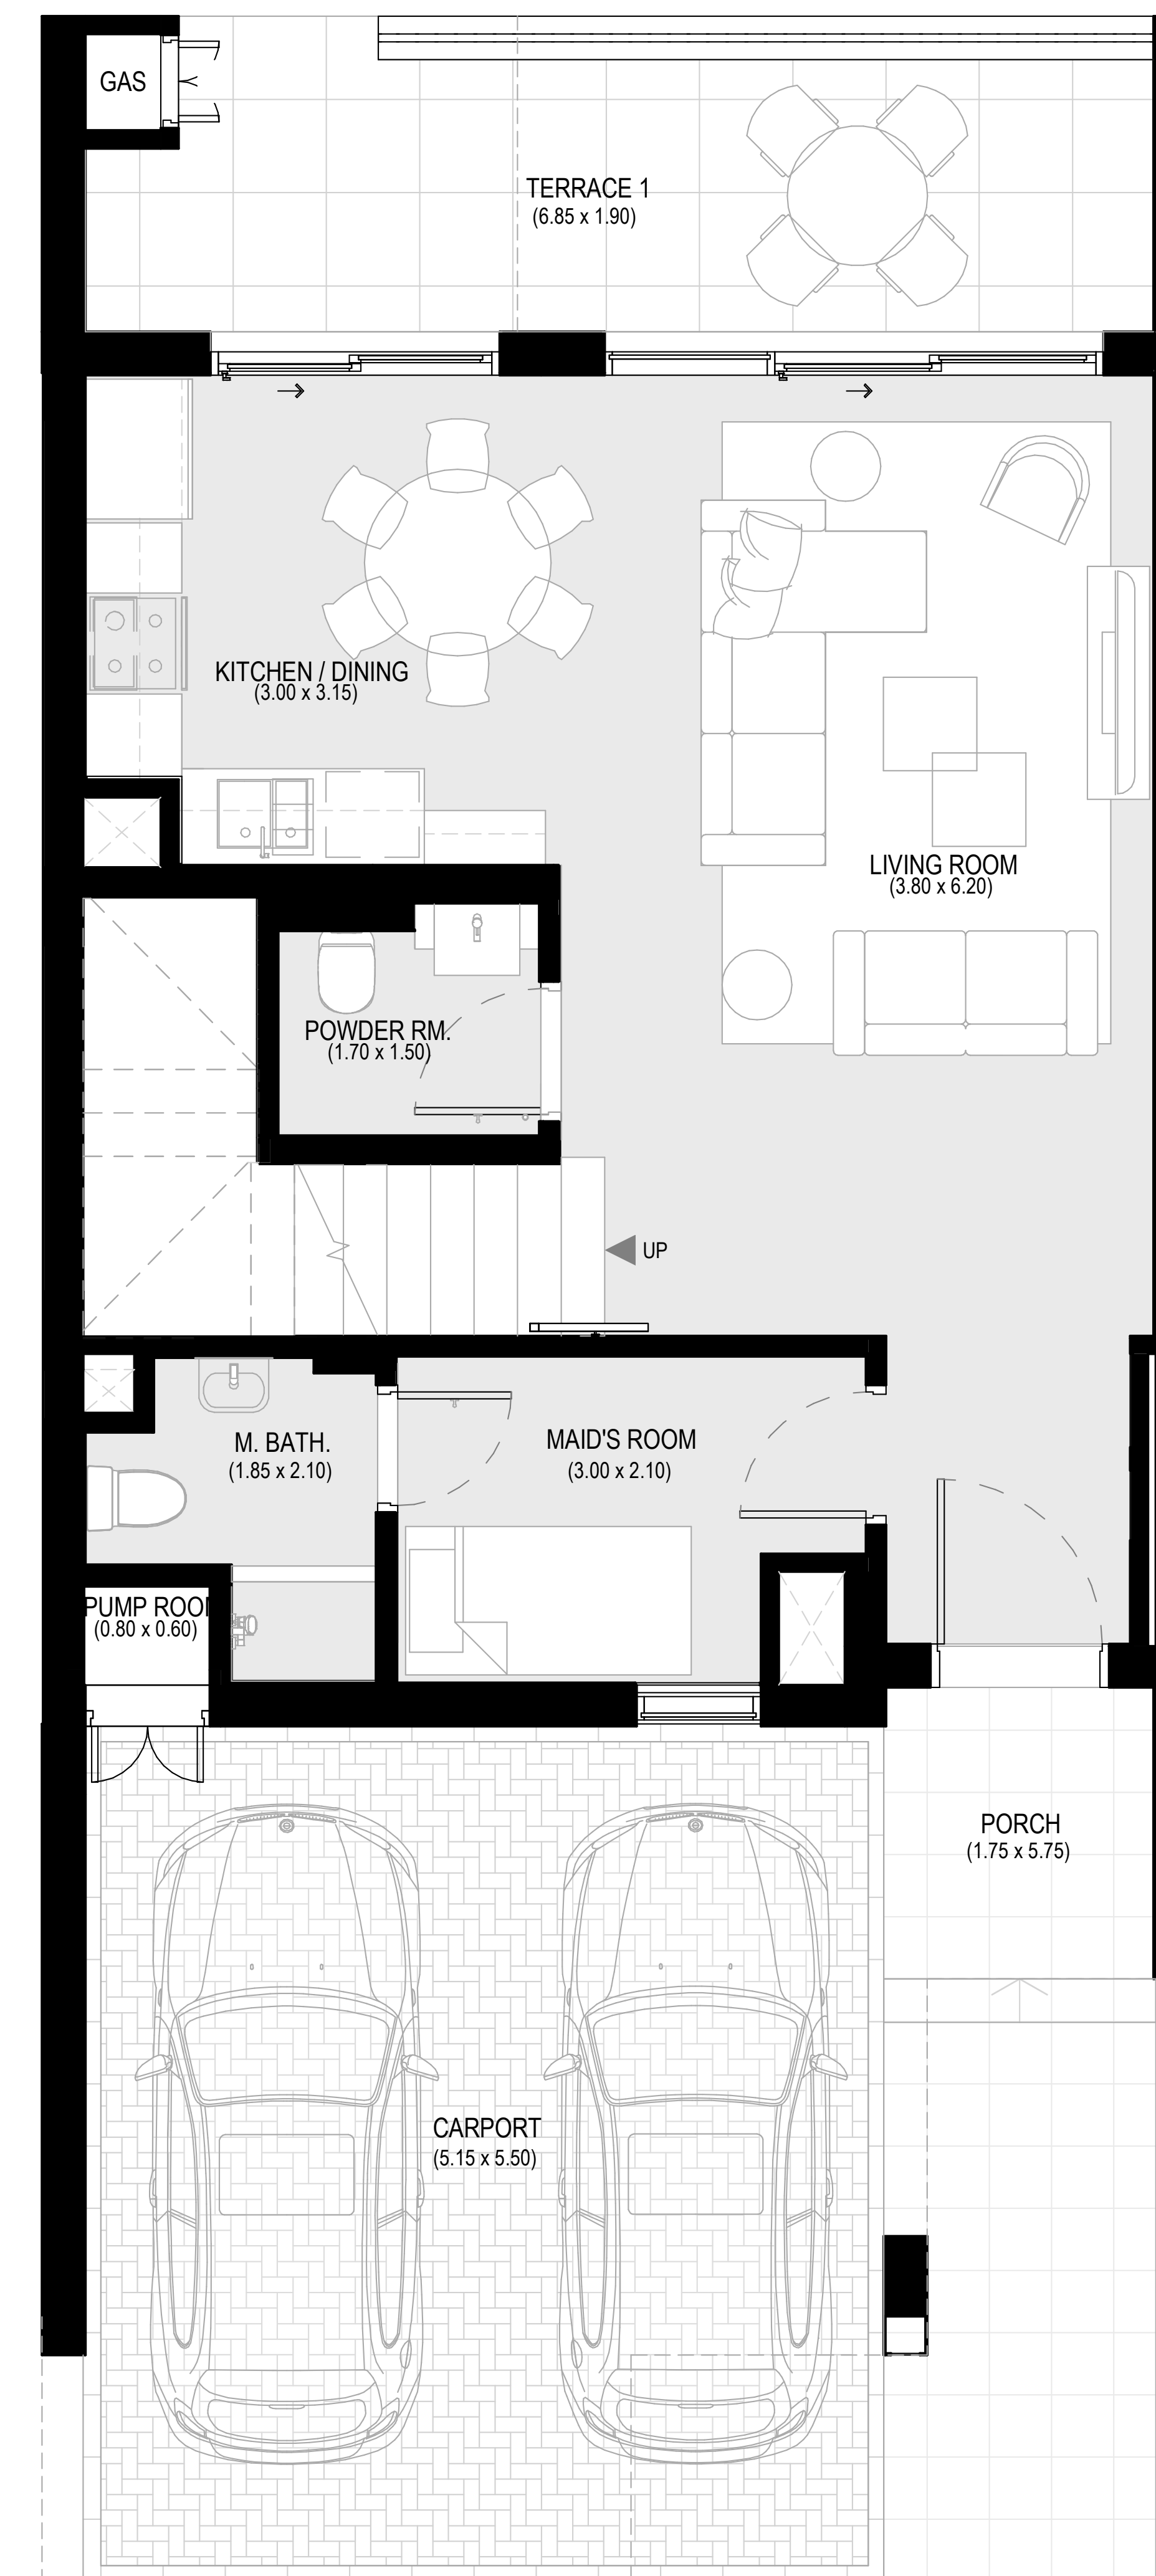 GAS
TERRACE 1
(6.85 x 1.90)
KITCHEN / DINING
(3.00 x 3.15)
LIVING ROOM
(3.80 x 6.20)
POWDER RM.
(1.70 x 1.50)
UP
M. BATH.
(1.85 x 2.10)
MAID'S ROOM
(3.00 x 2.10)
PUMP ROO
(0.80 x 0.60)
PORCH
(1.75 x 5.75)
CARPORT
(5.15 x 5.50)